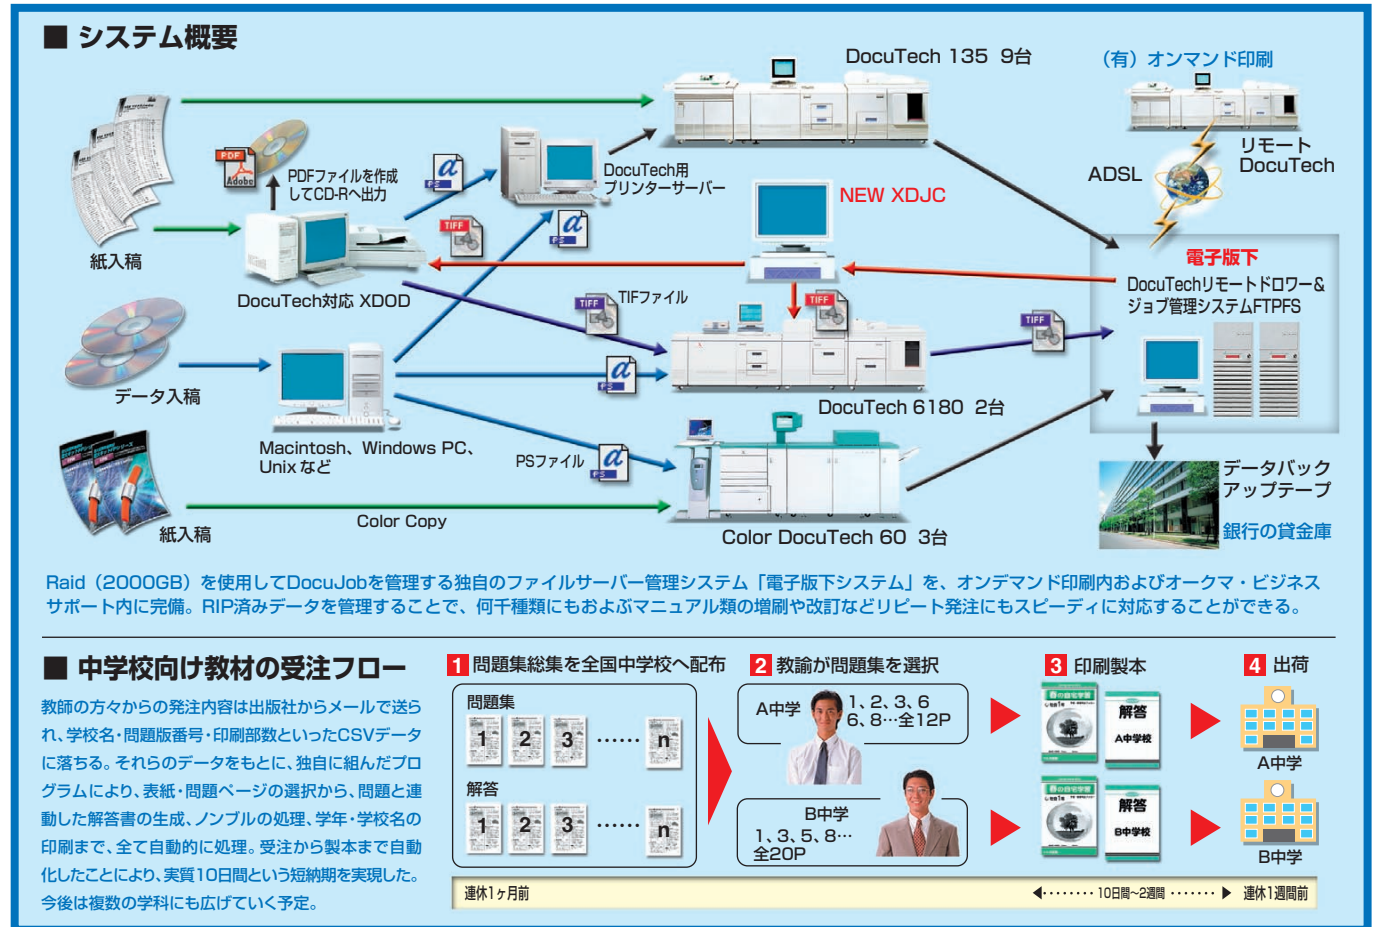 ■ システム概要
DocuTech 135 9台
（有）オンマンド印刷
リモート
DocuTech
ADSL
PDF
Adobe
PDFファイルを作成
してCD-Rへ出力
a
PS
DocuTech用
プリンターサーバー
NEW XDJC
a
PS
TIFF
紙入稿
電子版下
DocuTechリモートドロワー&
ジョブ管理システムFTPFS
DocuTech対応 XDOD
TIFF
TIFファイル
TIFF
TIFF
データ入稿
a
PS
DocuTech 6180 2台
Macintosh、Windows PC、
Unixなど
PSファイル
a
PS
データバック
アップテープ
銀行の貸金庫
紙入稿
Color Copy
Color DocuTech 60 3台
Raid（2000GB）を使用してDocuJobを管理する独自のファイルサーバー管理システム「電子版下システム」を、オンデマンド印刷内およびオークマ・ビジネス
サポート内に完備。RIP済みデータを管理することで、何千種類にもおよぶマニュアル類の増刷や改訂などリピート発注にもスピーディに対応することができる。
■ 中学校向け教材の受注フロー
教師の方々からの発注内容は出版社からメールで送ら
れ、学校名・問題版番号・印刷部数といったCSVデータ
に落ちる。それらのデータをもとに、独自に組んだプロ
グラムにより、表紙・問題ページの選択から、問題と連
動した解答書の生成、ノンブルの処理、学年・学校名の
印刷まで、全て自動的に処理。受注から製本まで自動
化したことにより、実質10日間という短納期を実現した。
今後は複数の学科にも広げていく予定。
1 問題集総集を全国中学校へ配布
問題集
1 2 3 …… n
解答
1 2 3 …… n
2 教諭が問題集を選択
A中学
1、2、3、6
6、8…全12P
B中学
1、3、5、8…
全20P
3 印刷製本
春の自宅学習
解答
A中学校
春の自宅学習
解答
B中学校
4 出荷
A中学
B中学
連休1ヶ月前
◀‥‥‥‥ 10日間〜2週間 ‥‥‥‥ ▶
連休1週間前